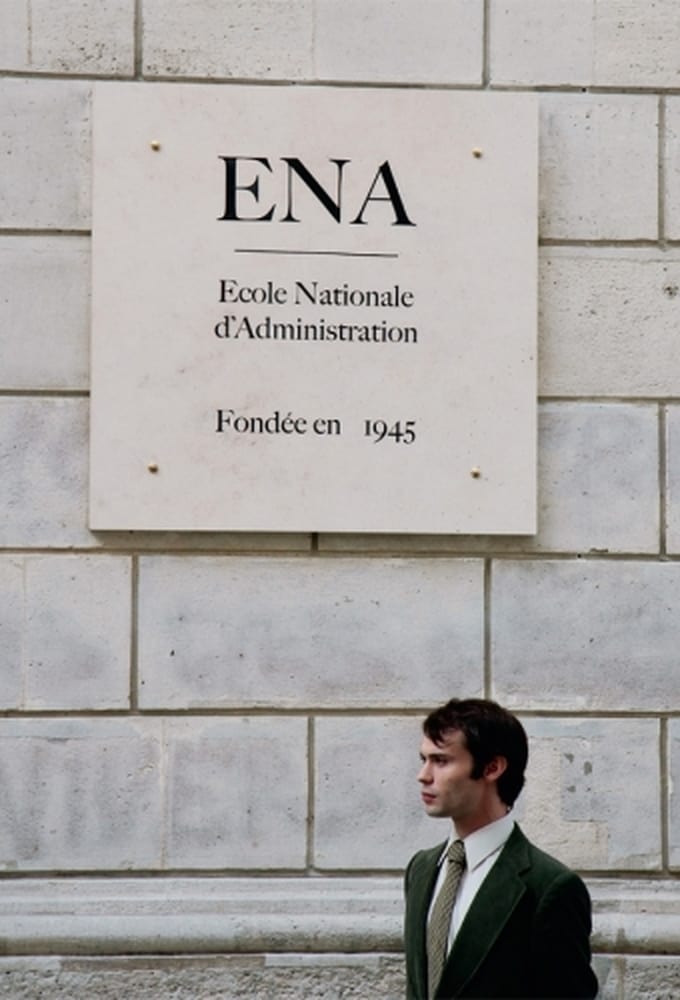 ENA
Ecole Nationale
d'Administration
Fondée en 1945